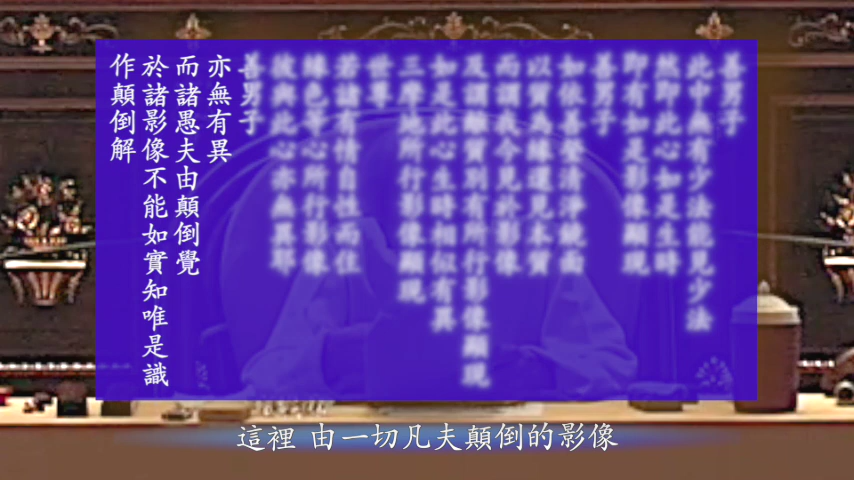 善男子
此中無有少法能見少法
然即此心如是生時
即有如是影像顯現
善男子
如依善瑩清淨鏡面
以質為緣還見本質
而謂我今見於影像
及謂離質別有所行影像顯現
如是此心生時相似有異
三摩地所行影像顯現
世尊
若諸有情自性而住
緣色等心所行影像
彼與此心亦無異耶
善男子
亦無有異
而諸愚夫由顛倒覺
於諸影像不能如實知唯是識
作顛倒解
這裡 由一切凡夫顛倒的影像